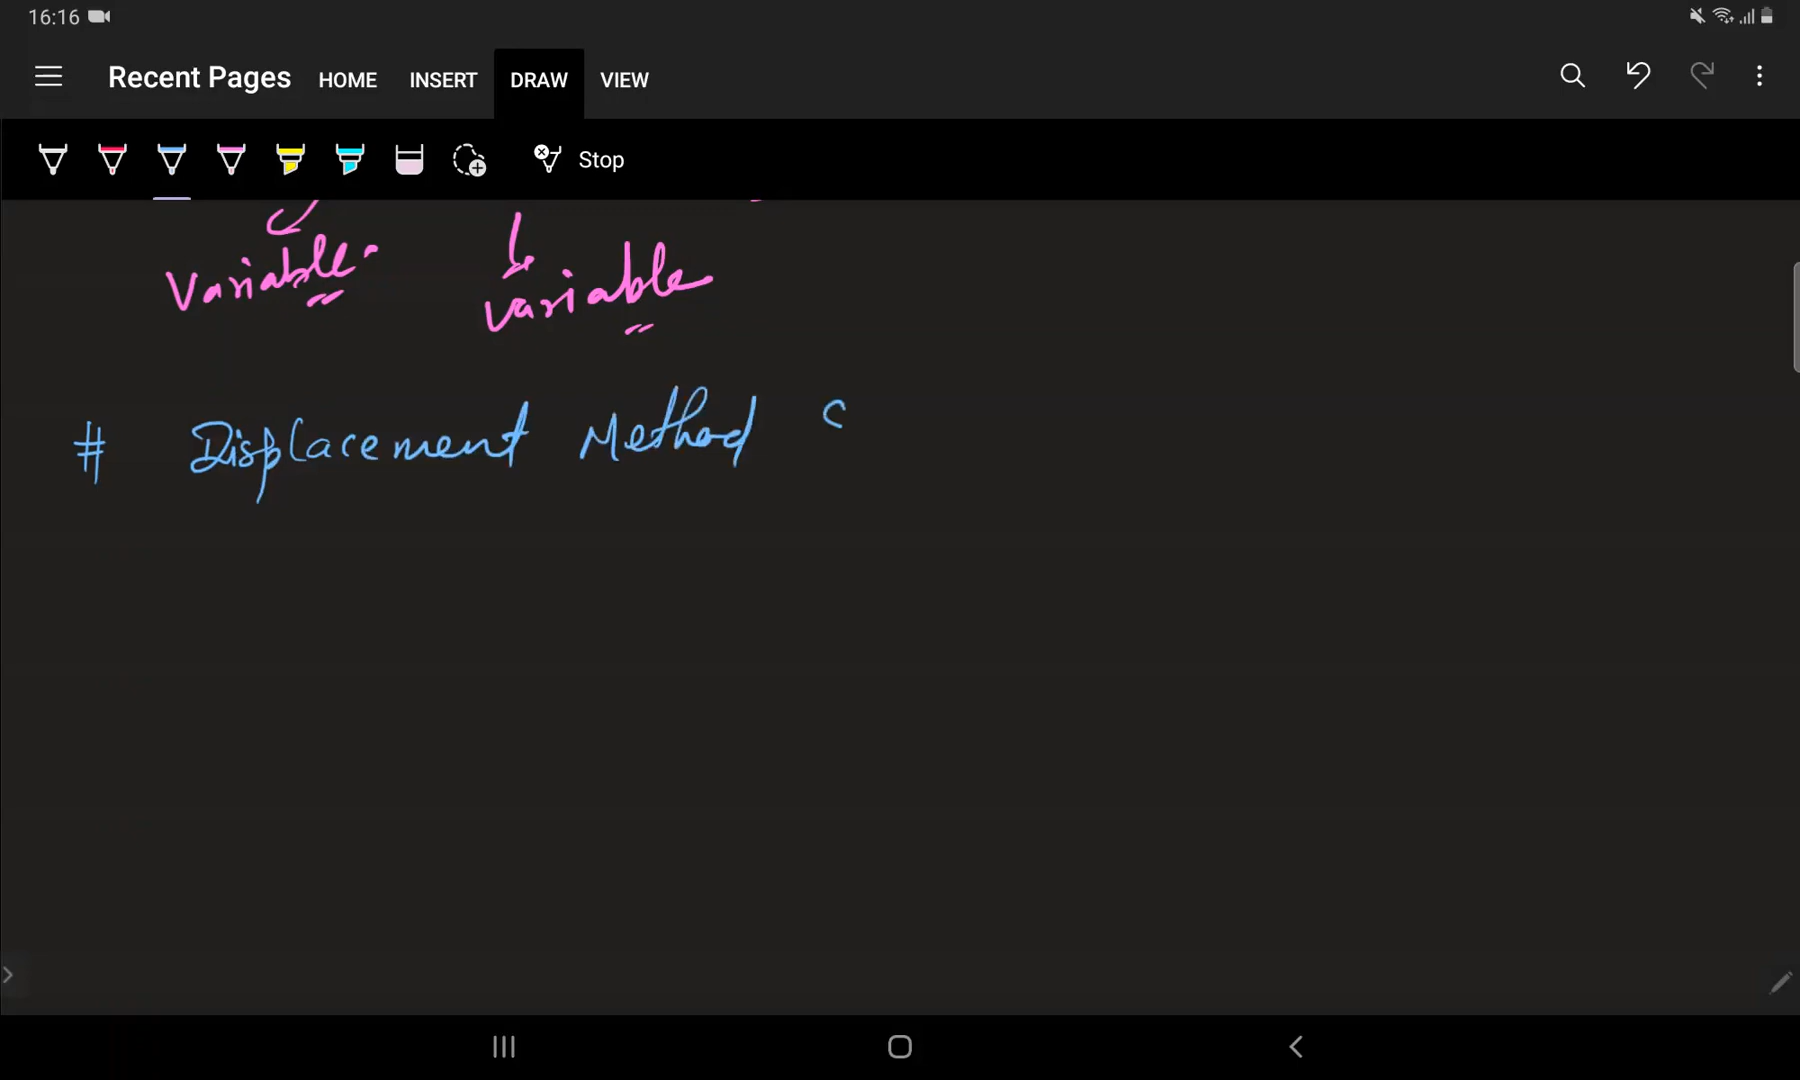 16:16
Recent Pages HOME INSERT DRAW VIEW
Stop
Variable
variable
# Displacement Method